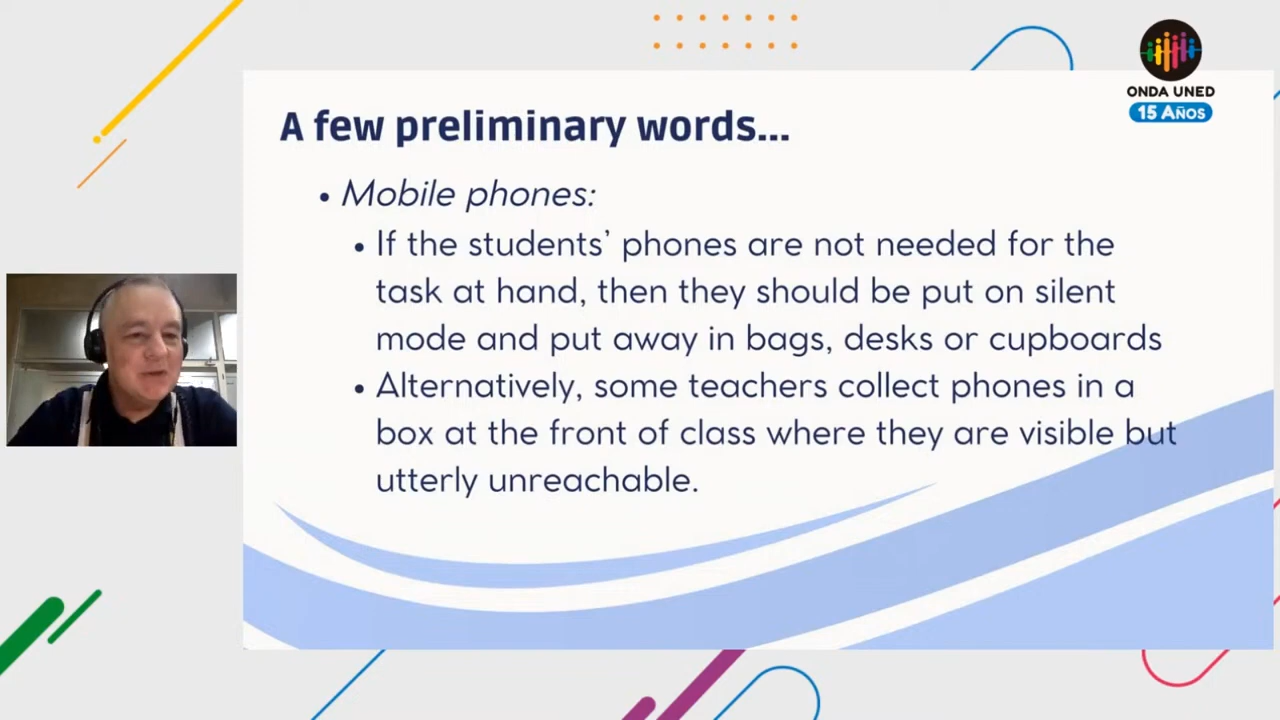 ONDA UNED
15 AÑOS
A few preliminary words...
• Mobile phones:
• If the students’ phones are not needed for the
task at hand, then they should be put on silent
mode and put away in bags, desks or cupboards
• Alternatively, some teachers collect phones in a
box at the front of class where they are visible but
utterly unreachable.